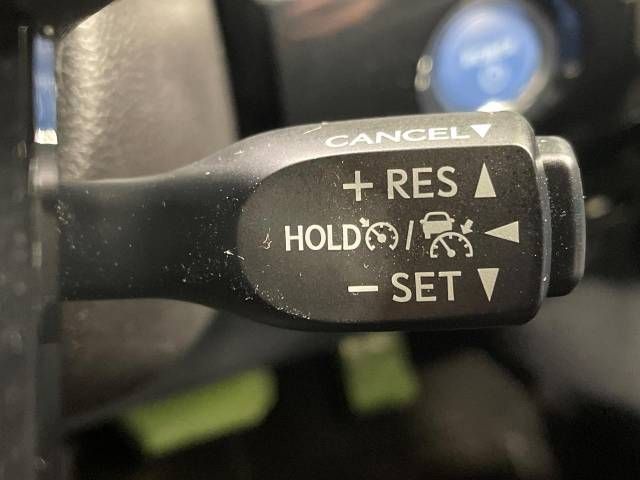 CANCEL▼
+ RES ▲
HOLD / ◀
− SET ▼